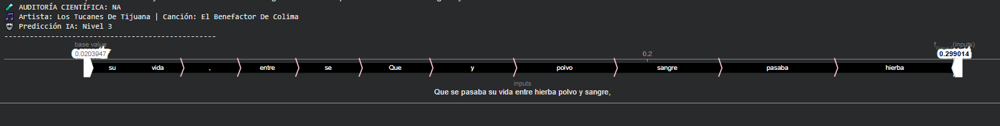 AUDITORÍA CIENTÍFICA: NA
Artista: Los Tucanes De Tijuana | Canción: El Benefactor De Colima
Predicción IA: Nivel 3
------------------------------------------------
base value
(inputs)
0.0203947
0.2
0.299014
su vida , entre se Que y polvo sangre pasaba hierba
inputs
Que se pasaba su vida entre hierba polvo y sangre,